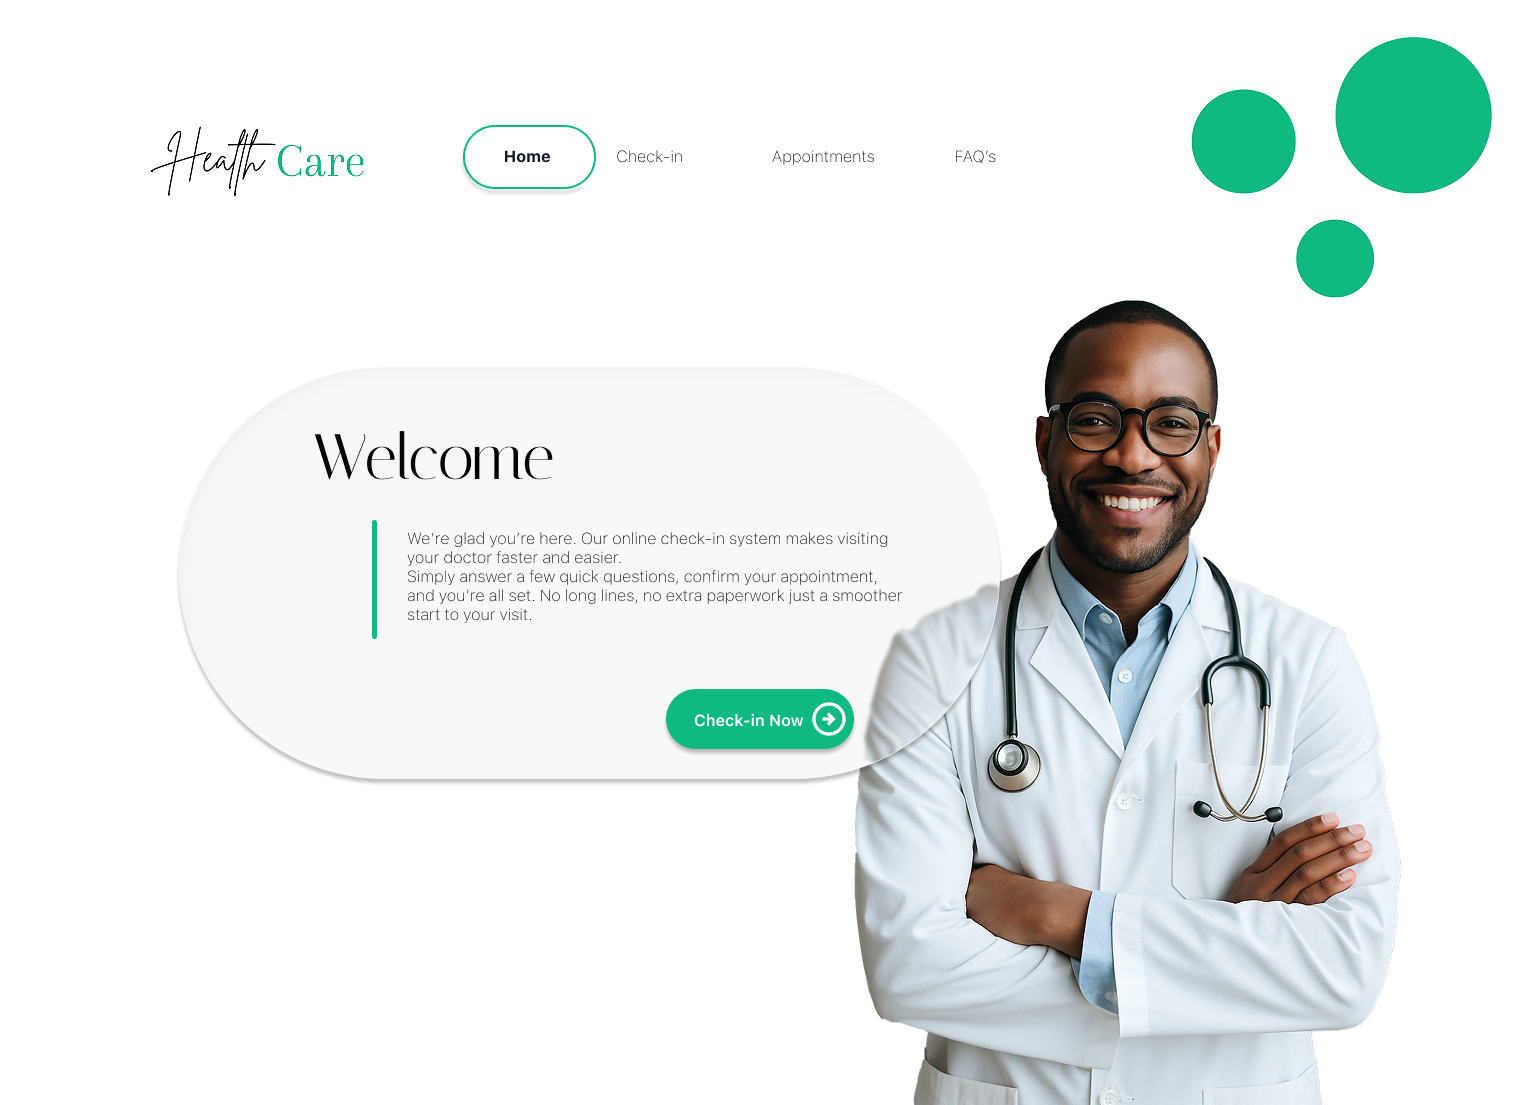 Health Care
Home
Check-in
Appointments
FAQ’s
Welcome
We’re glad you’re here. Our online check-in system makes visiting
your doctor faster and easier.
Simply answer a few quick questions, confirm your appointment,
and you’re all set. No long lines, no extra paperwork just a smoother
start to your visit.
Check-in Now